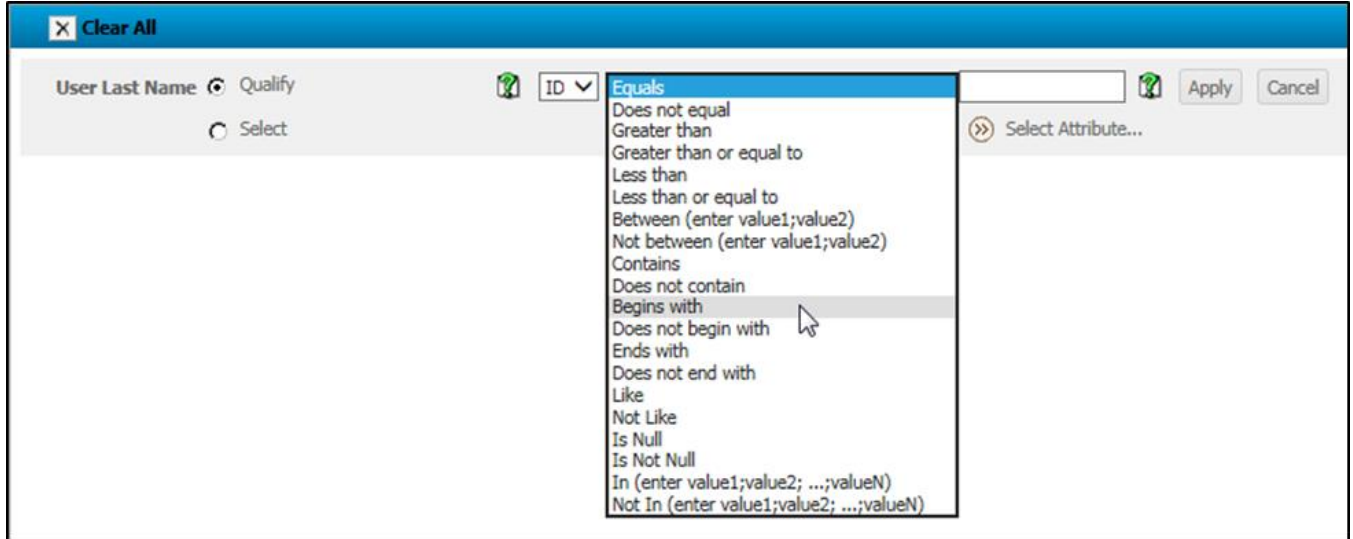 Clear All
User Last Name Qualify ID Equals Apply Cancel
Does not equal
Select Greater than Select Attribute...
Greater than or equal to
Less than
Less than or equal to
Between (enter value1;value2)
Not between (enter value1;value2)
Contains
Does not contain
Begins with
Does not begin with
Ends with
Does not end with
Like
Not Like
Is Null
Is Not Null
In (enter value1;value2; ...;valueN)
Not In (enter value1;value2; ...;valueN)